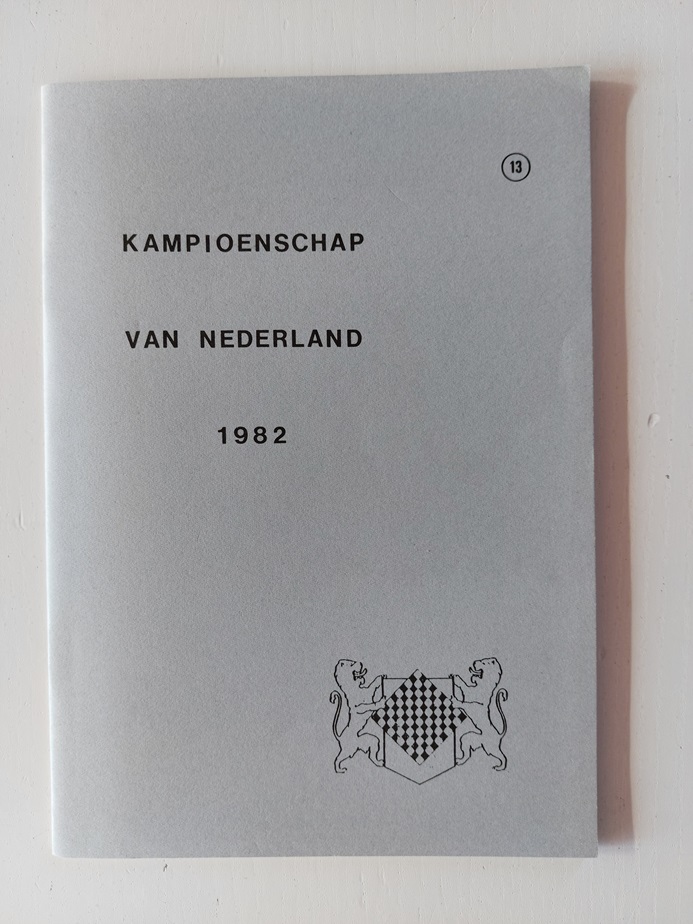 13
KAMPIOENSCHAP
VAN NEDERLAND
1982